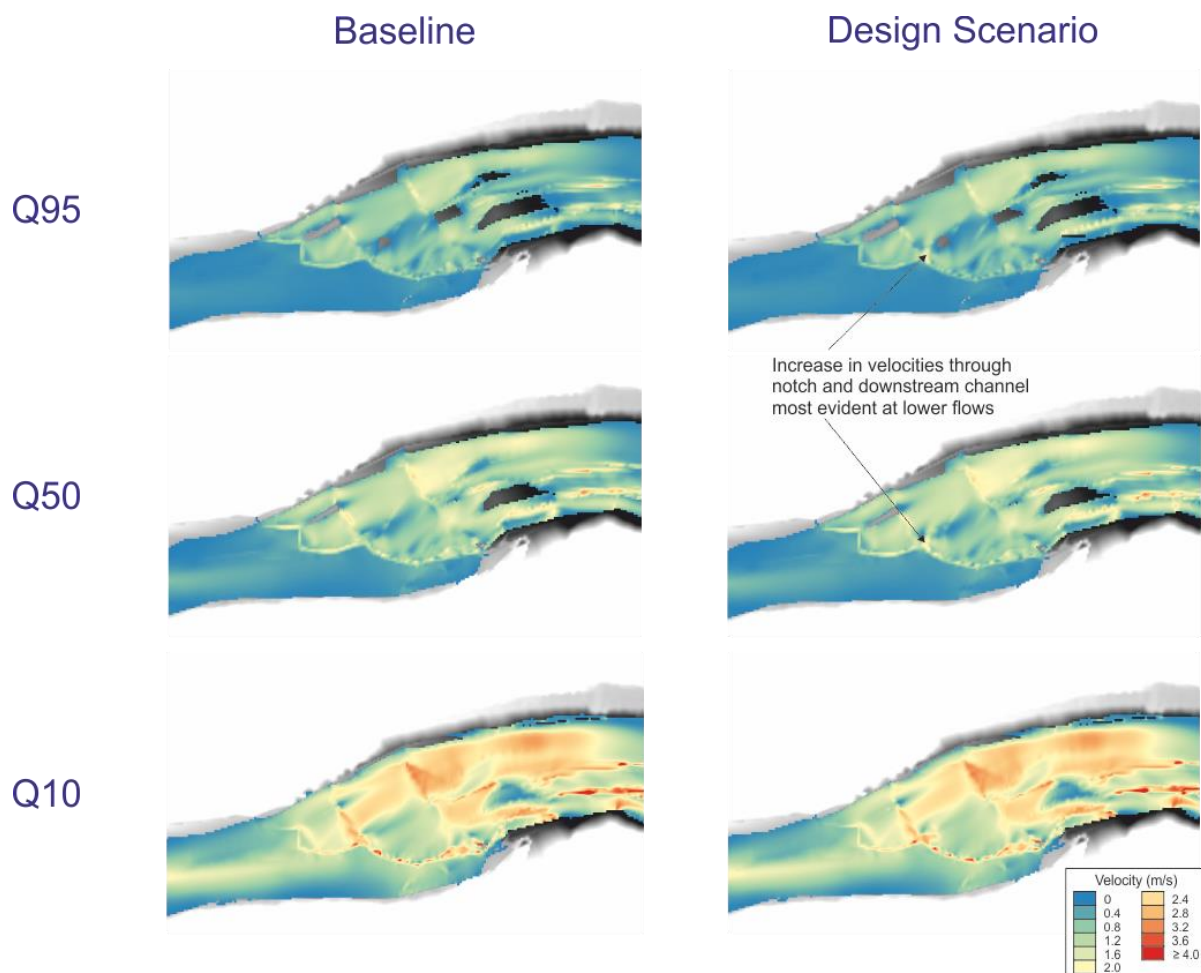 Baseline
Design Scenario
Q95
Increase in velocities through
notch and downstream channel
most evident at lower flows
Q50
Q10
Velocity (m/s)
0
0.4
0.8
1.2
1.6
2.0
2.4
2.8
3.2
3.6
≥ 4.0